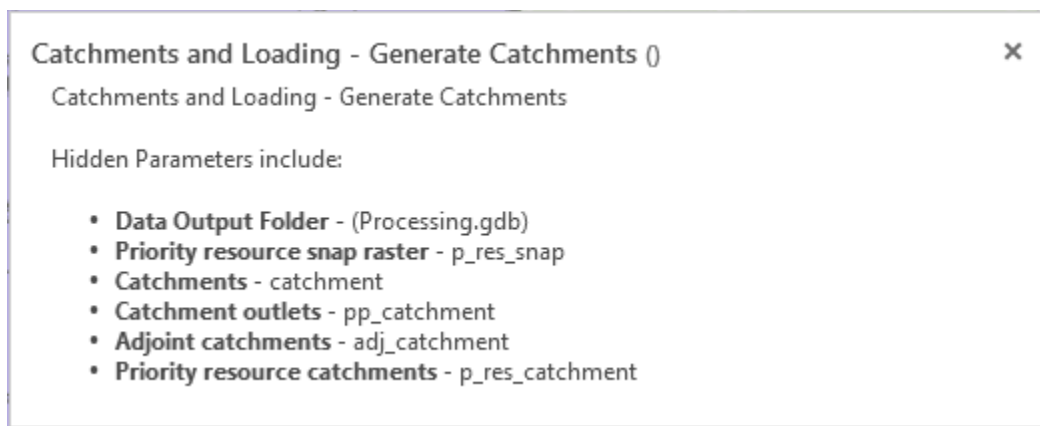 Catchments and Loading - Generate Catchments ()
Catchments and Loading - Generate Catchments
Hidden Parameters include:
• Data Output Folder - (Processing.gdb)
• Priority resource snap raster - p_res_snap
• Catchments - catchment
• Catchment outlets - pp_catchment
• Adjoint catchments - adj_catchment
• Priority resource catchments - p_res_catchment